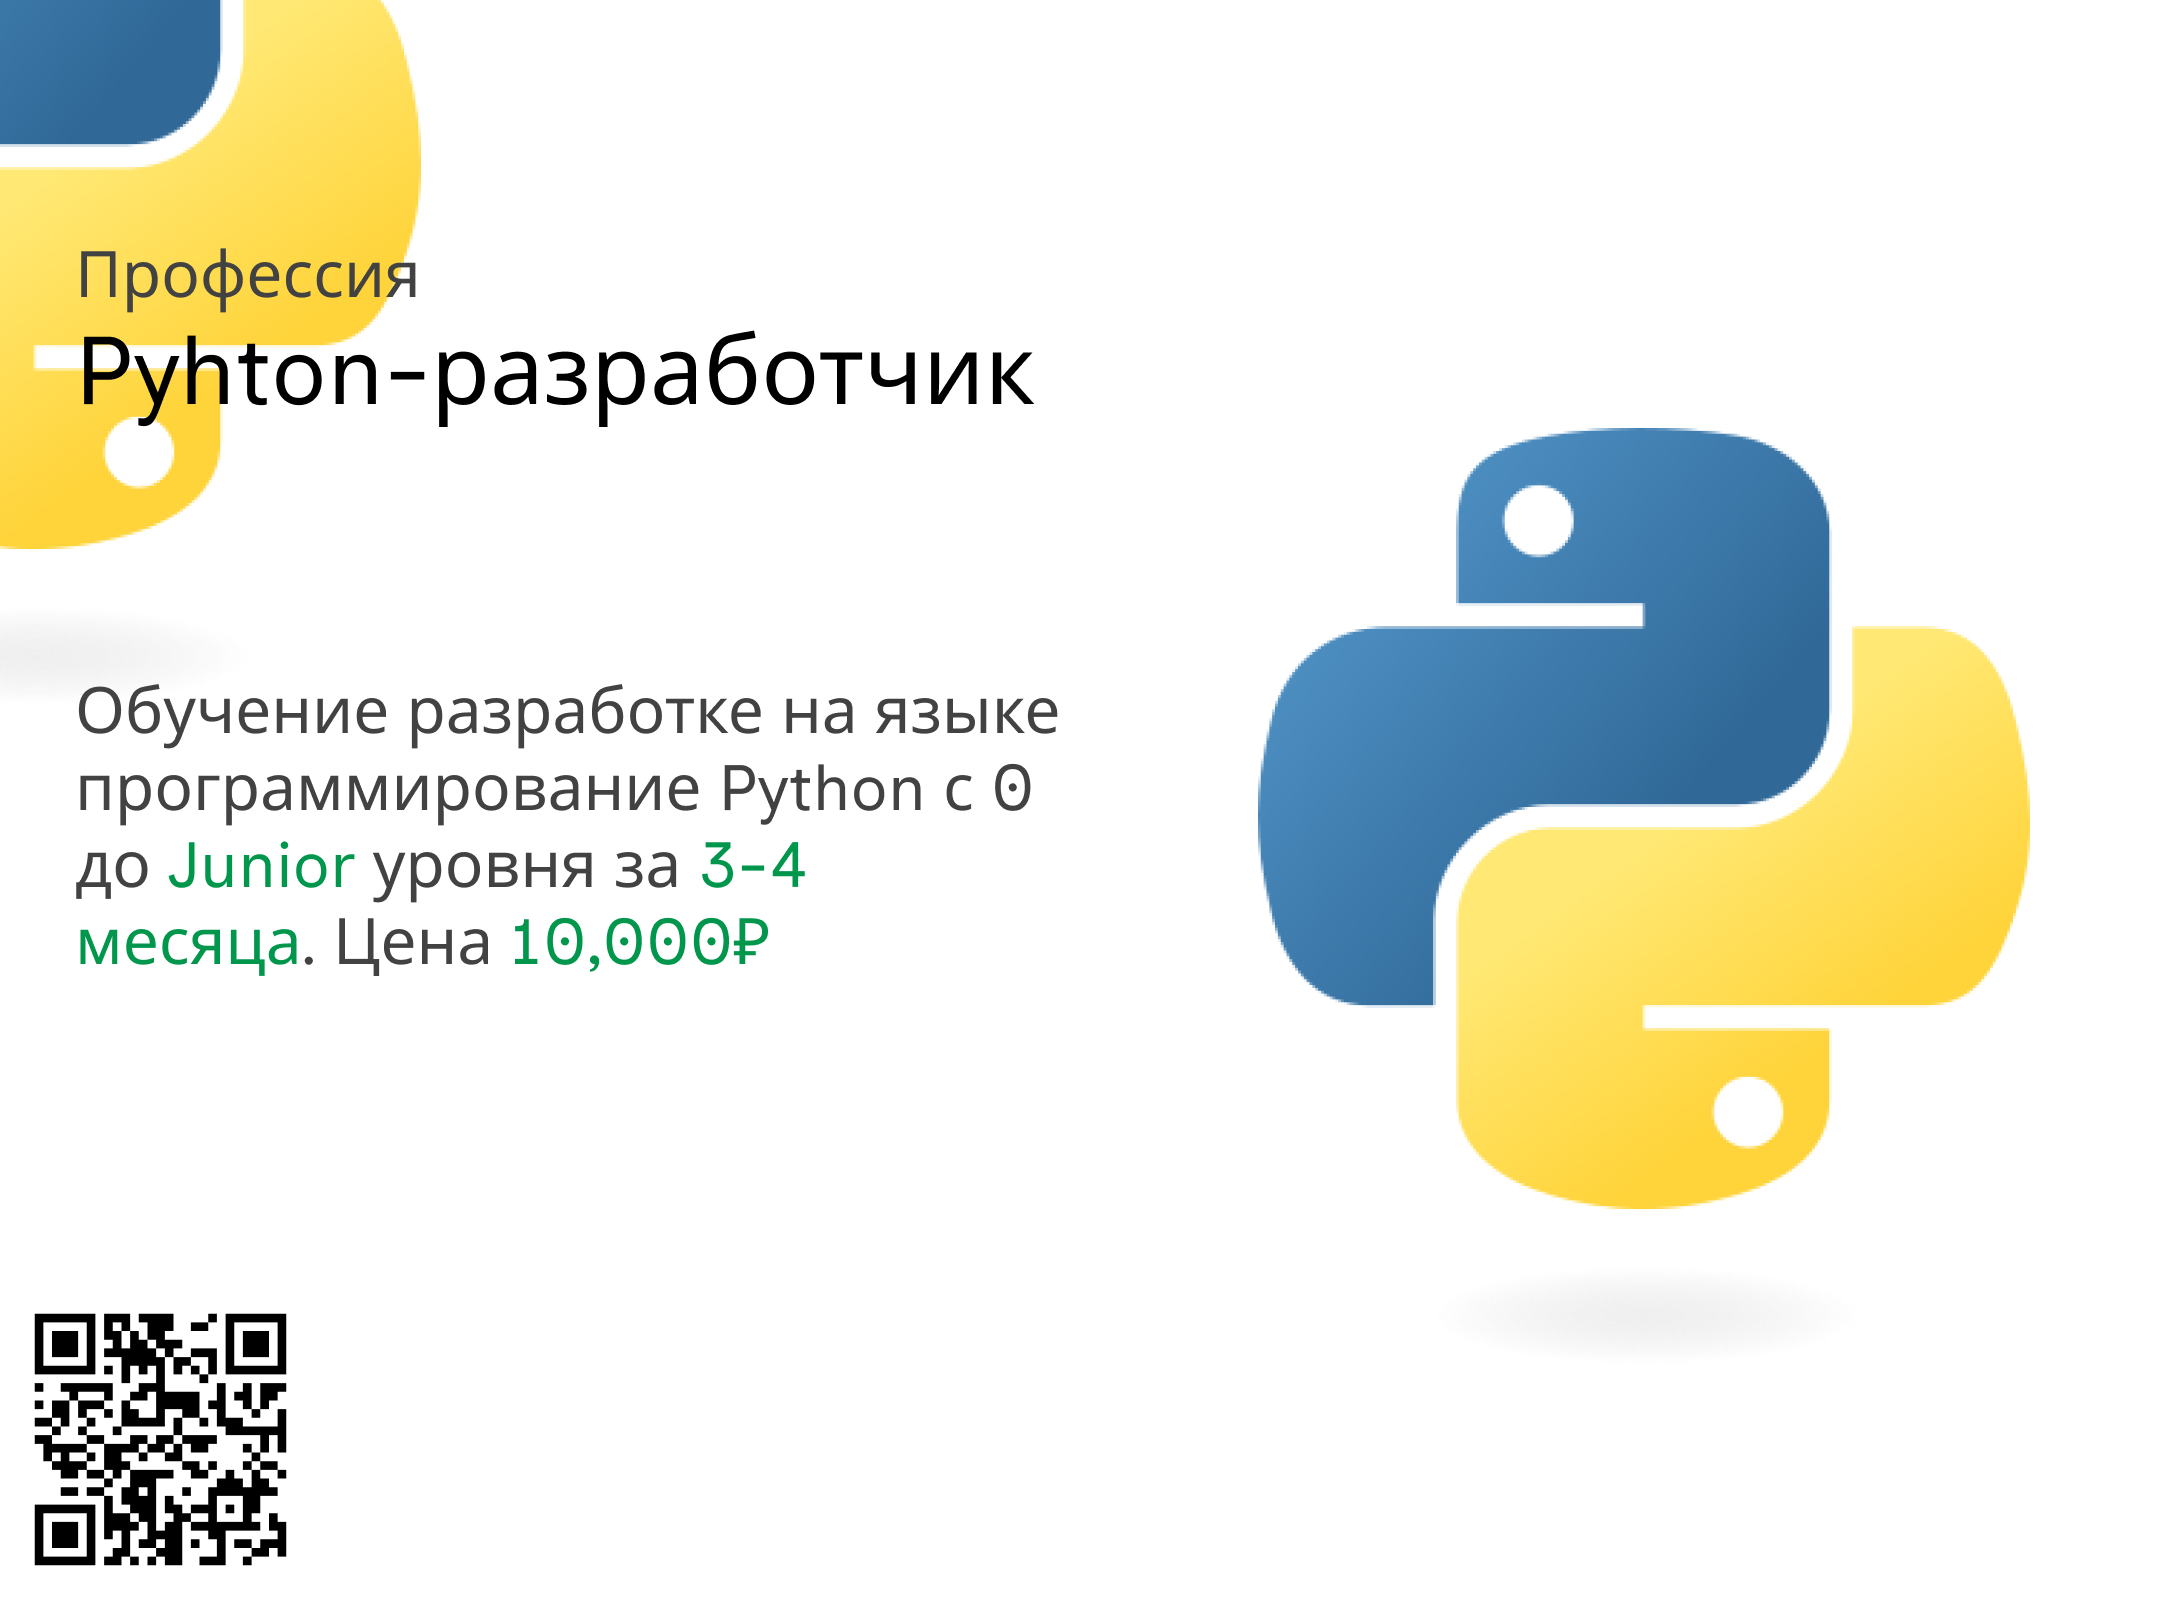 Профессия
Pyhton-разработчик
Обучение разработке на языке
программирование Python с 0
до Junior уровня за 3-4
месяца. Цена 10,000₽